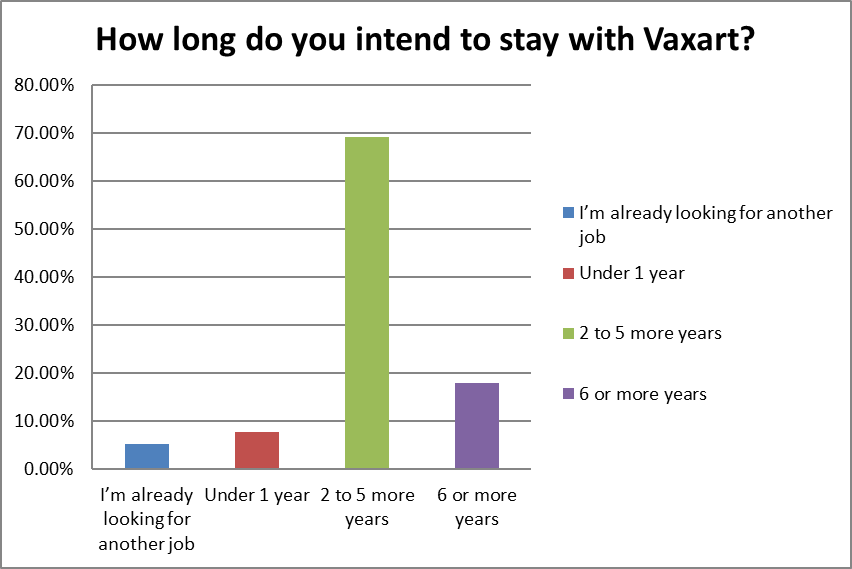 How long do you intend to stay with Vaxart?
80.00%
70.00%
60.00%
50.00%
40.00%
30.00%
20.00%
10.00%
0.00%
I’m already
looking for
another job
Under 1 year
2 to 5 more
years
6 or more
years
I’m already looking for another
job
Under 1 year
2 to 5 more years
6 or more years